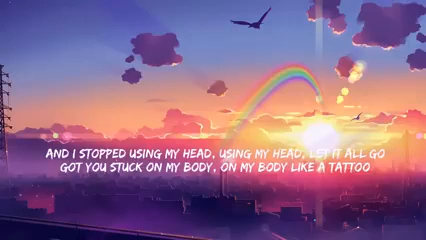 AND I STOPPED USING MY HEAD, USING MY HEAD, LET IT ALL GO
GOT YOU STUCK ON MY BODY, ON MY BODY LIKE A TATTOO